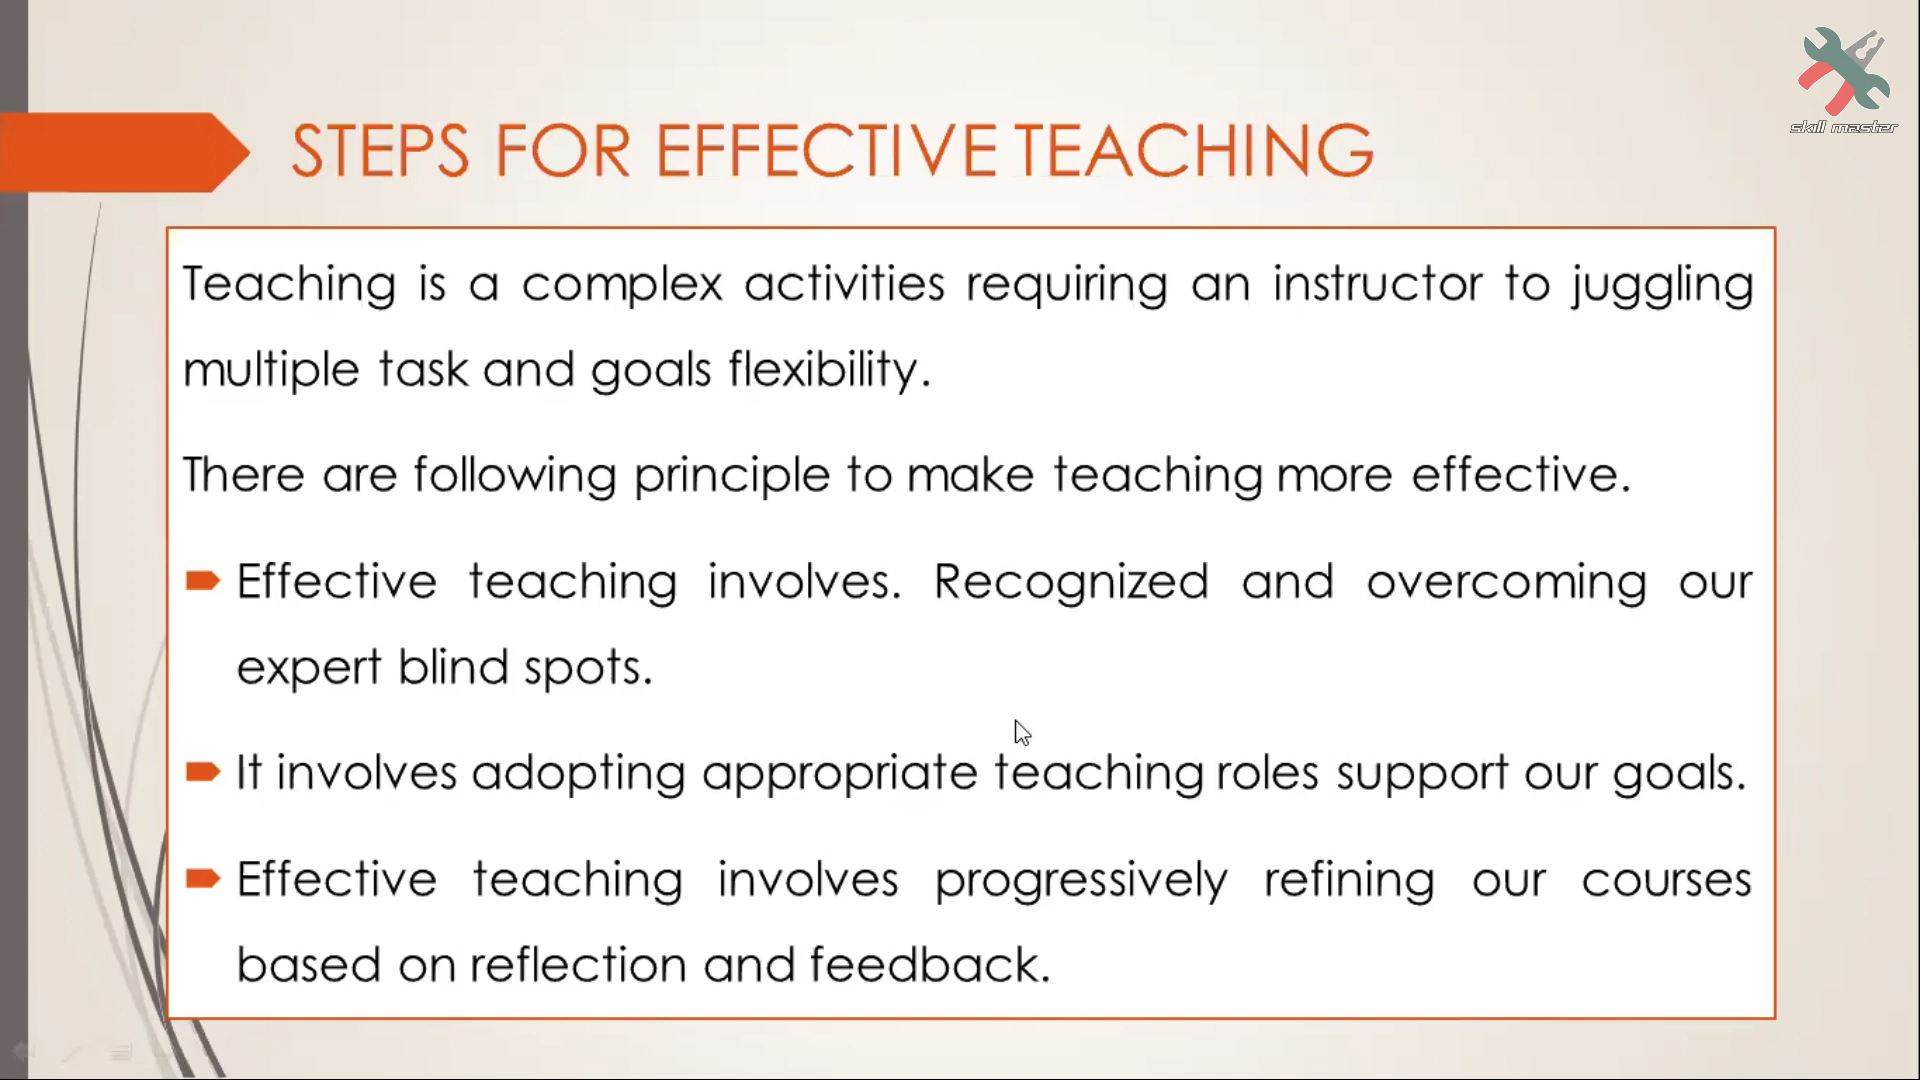 skill master
STEPS FOR EFFECTIVE TEACHING
Teaching is a complex activities requiring an instructor to juggling
multiple task and goals flexibility.
There are following principle to make teaching more effective.
Effective teaching involves. Recognized and overcoming our
expert blind spots.
It involves adopting appropriate teaching roles support our goals.
Effective teaching involves progressively refining our courses
based on reflection and feedback.